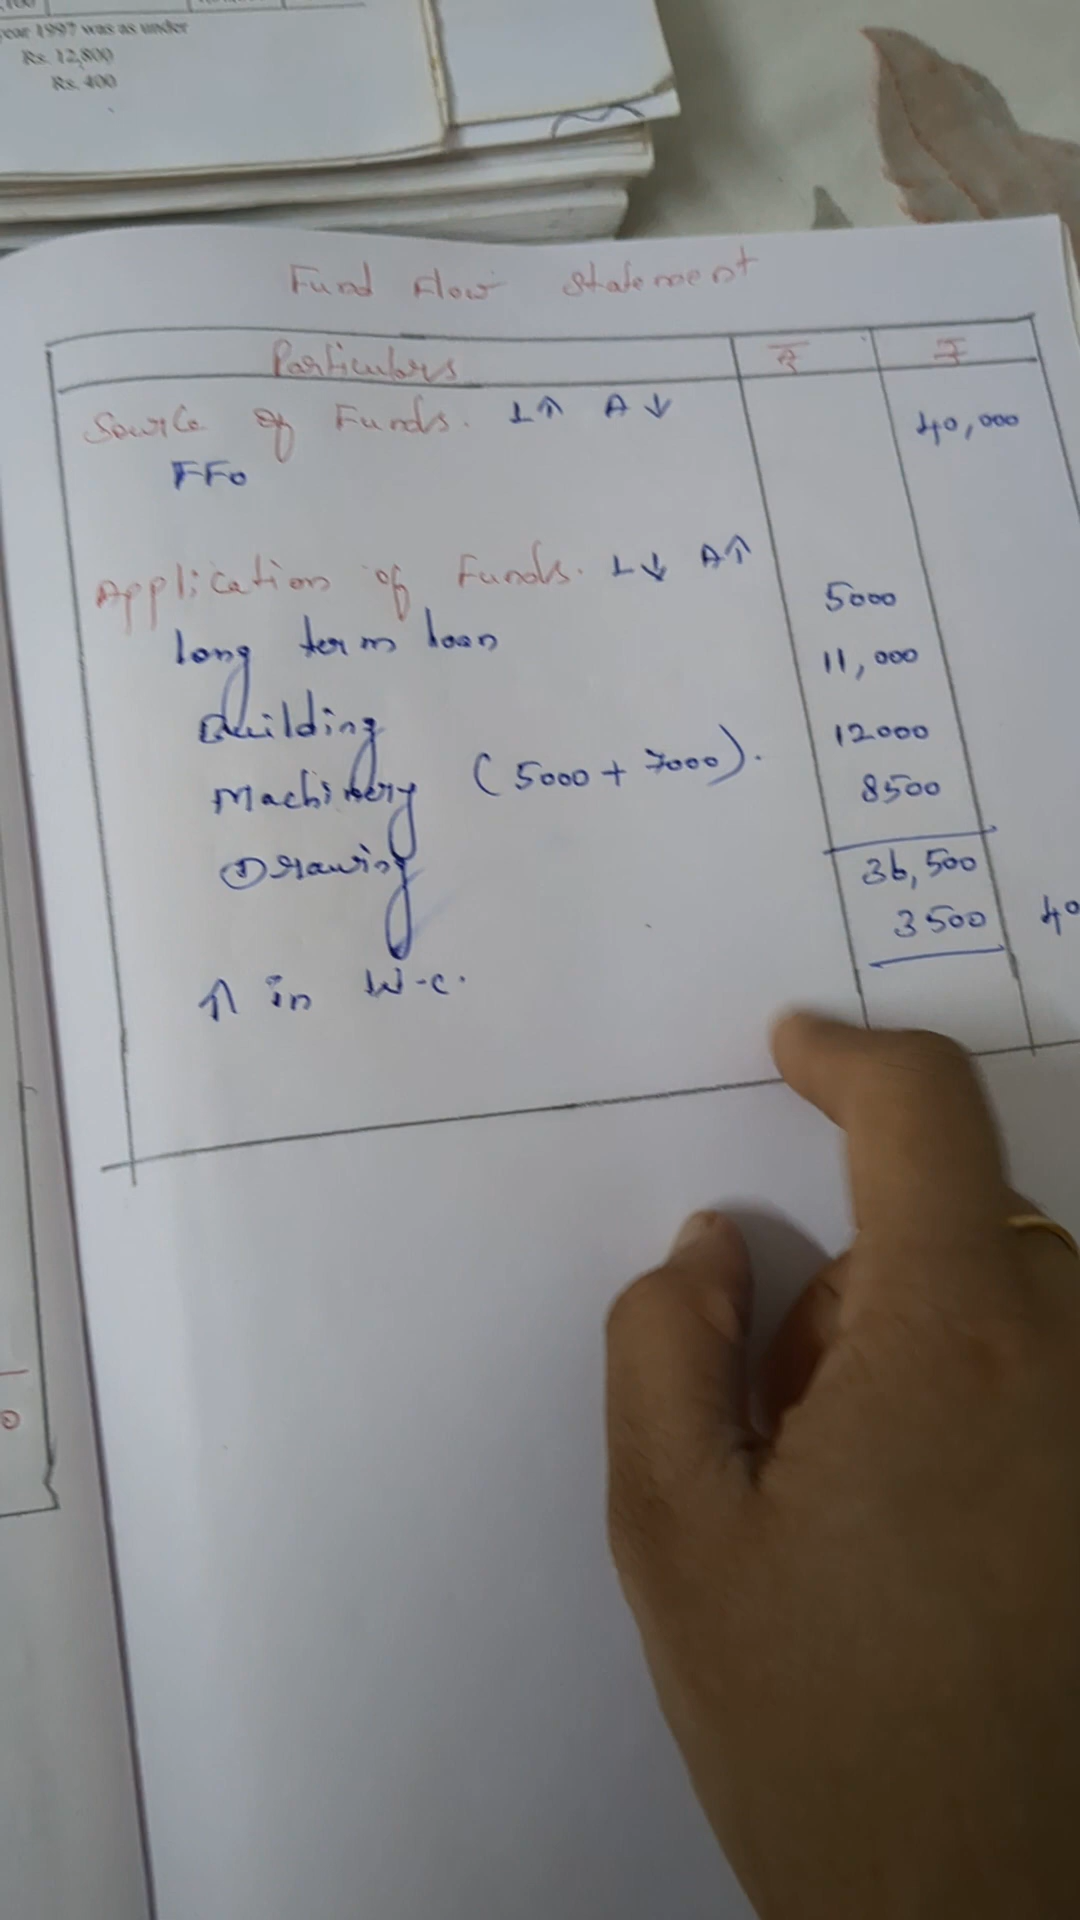 year 1997 was as under
Rs. 12,800
Rs. 400
Fund Flow Statement
Particulars ₹ ₹
Source of Funds. L↑ A↓ 40,000
FFO
Application of Funds. L↓ A↑
long term loan 5000
Building 11,000
Machinery (5000 + 7000). 12000
Drawing 8500
36,500
↑ in W.C. 3500 40